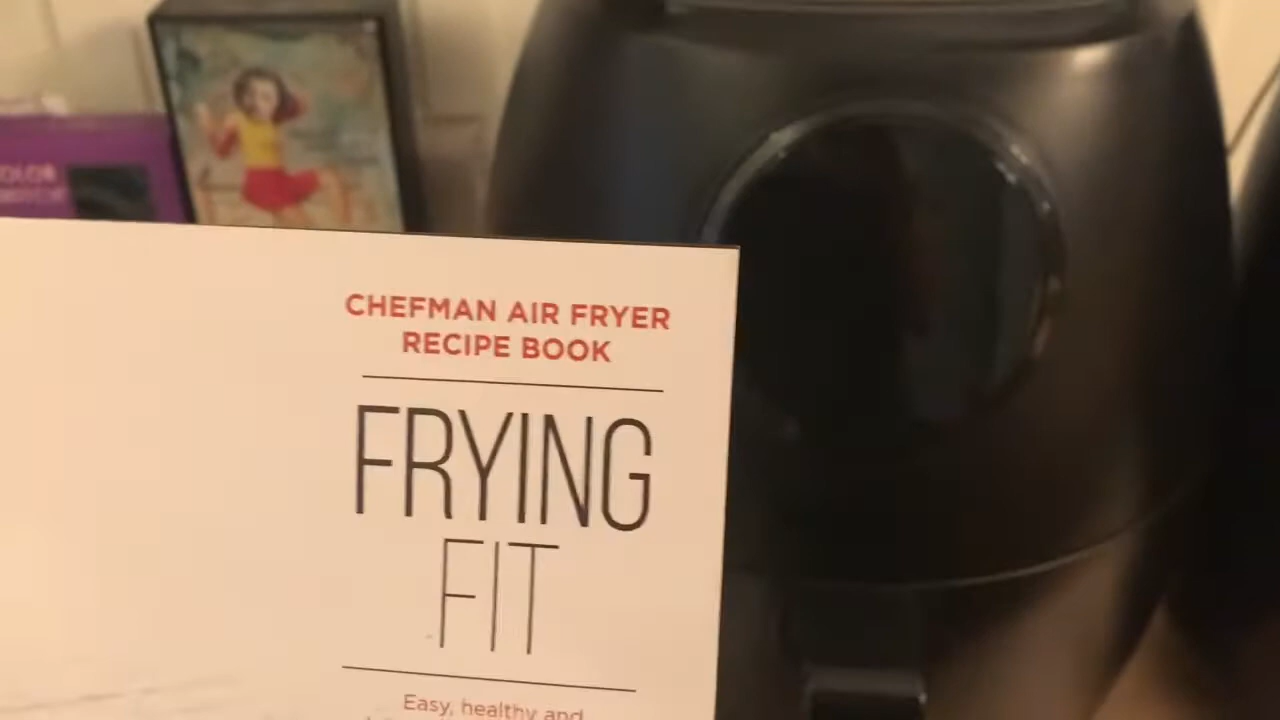 CHEFMAN AIR FRYER
RECIPE BOOK
FRYING
FIT
Easy, healthy and